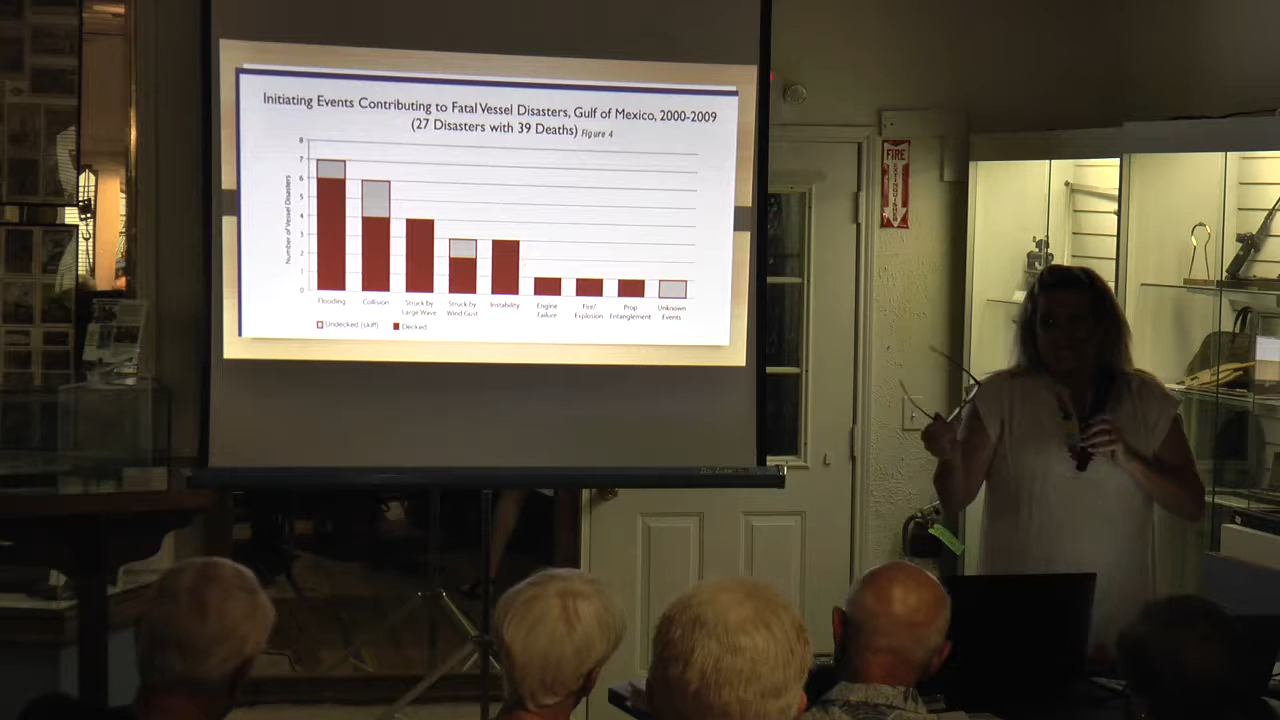 Initiating Events Contributing to Fatal Vessel Disasters, Gulf of Mexico, 2000-2009
(27 Disasters with 39 Deaths) Figure 4
Number of Vessel Disasters
8
7
6
5
4
3
2
1
0
Flooding
Collision
Struck by
Large Wave
Struck by
Wind Gust
Instability
Engine
Failure
Fire/
Explosion
Prop
Entanglement
Unknown
Events
Undecked (skiff)
Decked
FIRE
EXTINGUISHER